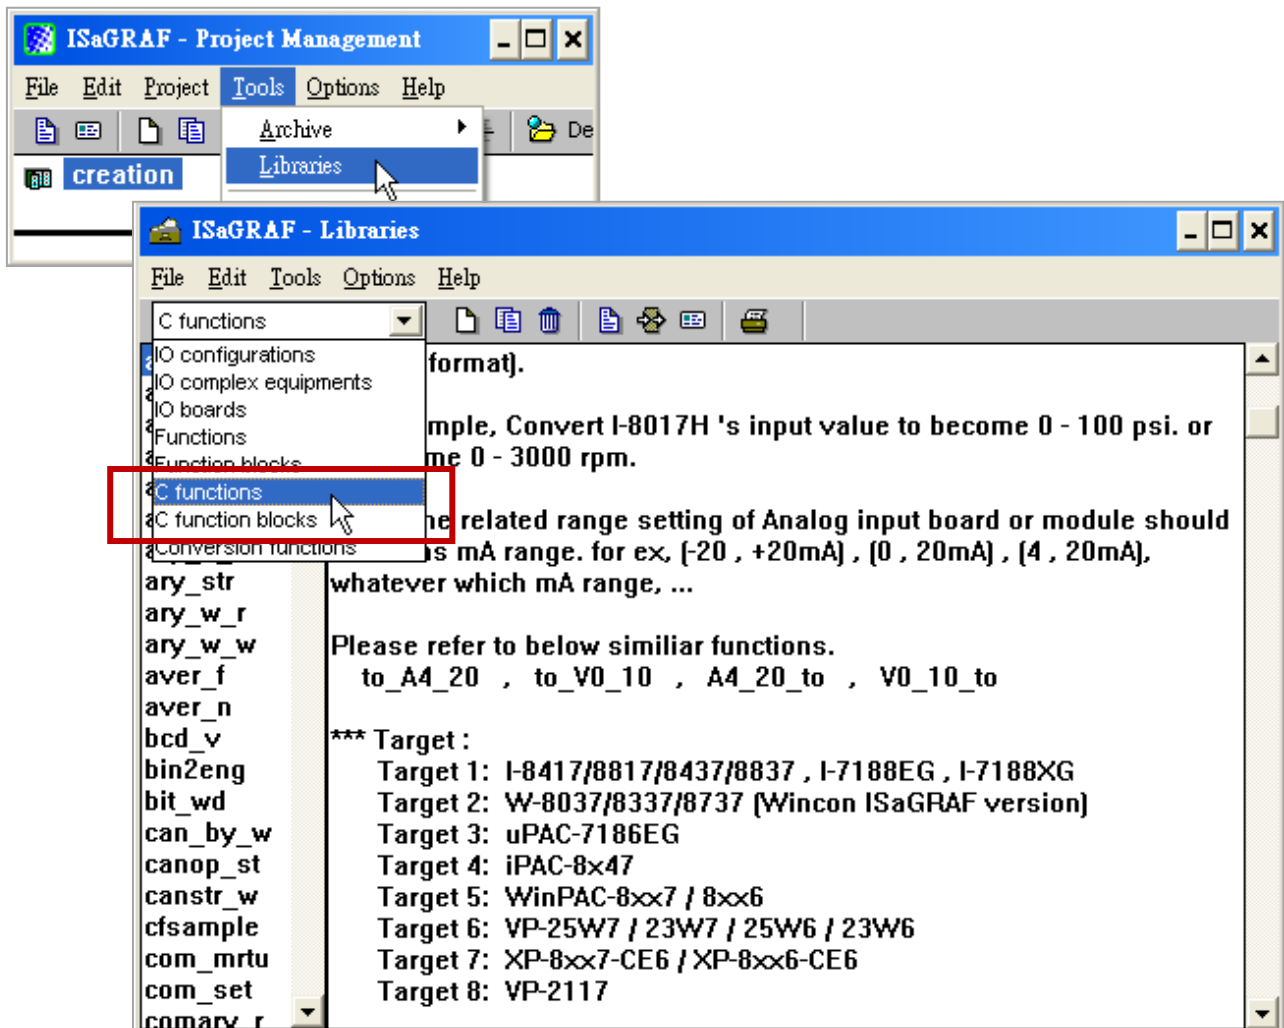 ISaGRAF - Project Management
File Edit Project Tools Options Help
De
Archive
Libraries
creation
ISaGRAF - Libraries
File Edit Tools Options Help
C functions
IO configurations
IO complex equipments
IO boards
Functions
Function blocks
C functions
C function blocks
Conversion functions
ary_str
ary_w_r
ary_w_w
aver_f
aver_n
bcd_v
bin2eng
bit_wd
can_by_w
canop_st
canstr_w
cfsample
com_mrtu
com_set
comary_r
format).
mple, Convert I-8017H 's input value to become 0 - 100 psi. or
me 0 - 3000 rpm.
he related range setting of Analog input board or module should
s mA range. for ex, (-20 , +20mA) , (0 , 20mA) , (4 , 20mA),
whatever which mA range, ...
Please refer to below similiar functions.
to_A4_20 , to_V0_10 , A4_20_to , V0_10_to
*** Target :
Target 1: I-8417/8817/8437/8837 , I-7188EG , I-7188XG
Target 2: W-8037/8337/8737 (Wincon ISaGRAF version)
Target 3: uPAC-7186EG
Target 4: iPAC-8x47
Target 5: WinPAC-8xx7 / 8xx6
Target 6: VP-25W7 / 23W7 / 25W6 / 23W6
Target 7: XP-8xx7-CE6 / XP-8xx6-CE6
Target 8: VP-2117